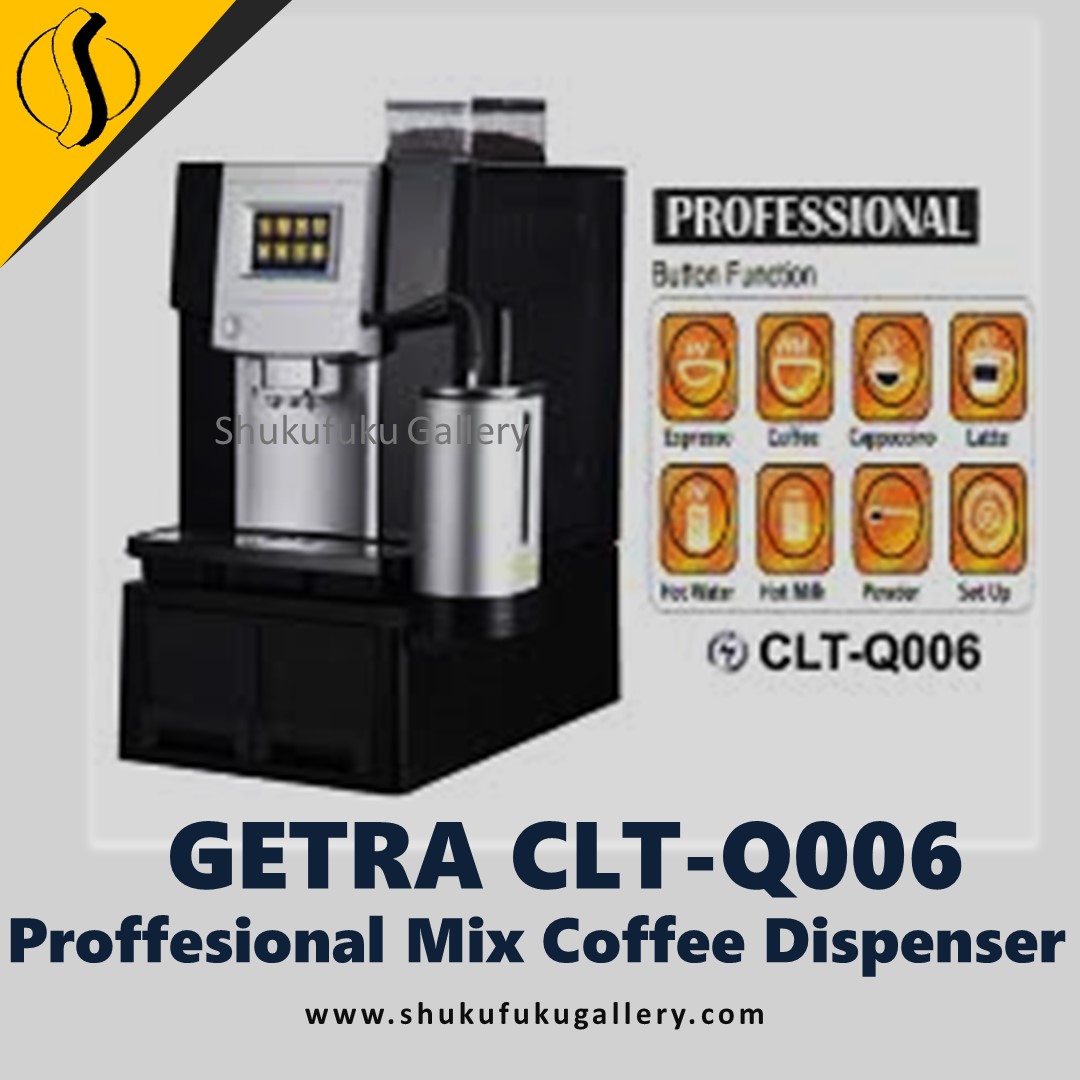 PROFESSIONAL
Button Function
Espresso Coffee Cappuccino Latte
Hot Water Hot Milk Powder Set Up
Shukufuku Gallery
CLT-Q006
GETRA CLT-Q006
Proffesional Mix Coffee Dispenser
www.shukufukugallery.com